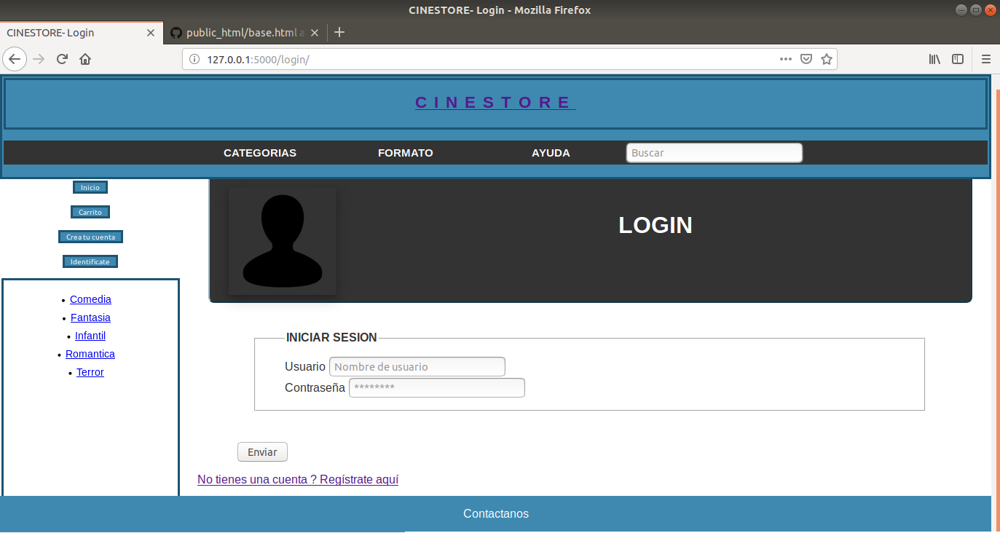 CINESTORE- Login - Mozilla Firefox
CINESTORE- Login
public_html/base.html a
127.0.0.1:5000/login/
CINESTORE
CATEGORIAS FORMATO AYUDA Buscar
Inicio
Carrito
Crea tu cuenta
Identificate
LOGIN
Comedia
Fantasia
Infantil
Romantica
Terror
INICIAR SESION
Usuario Nombre de usuario
Contraseña ********
Enviar
No tienes una cuenta ? Regístrate aquí
Contactanos